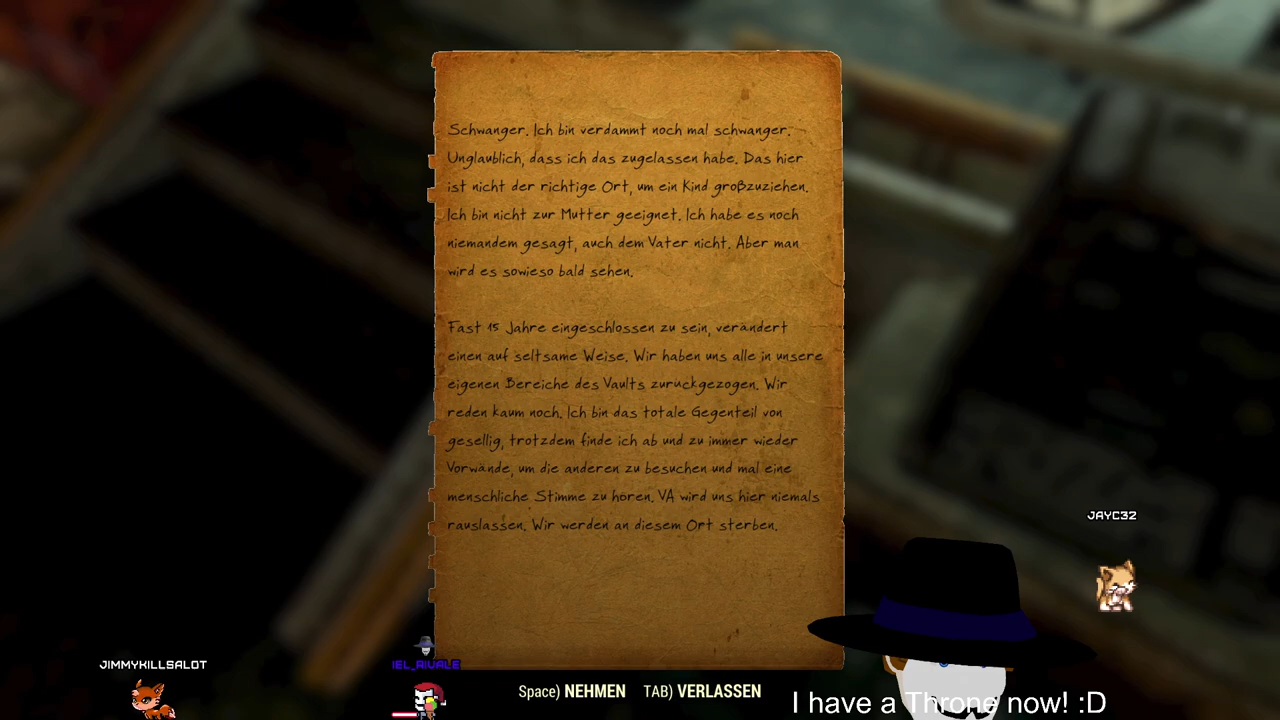 Schwanger. Ich bin verdammt noch mal schwanger.
Unglaublich, dass ich das zugelassen habe. Das hier
ist nicht der richtige Ort, um ein Kind großzuziehen.
Ich bin nicht zur Mutter geeignet. Ich habe es noch
niemandem gesagt, auch dem Vater nicht. Aber man
wird es sowieso bald sehen.
Fast 15 Jahre eingeschlossen zu sein, verändert
einen auf seltsame Weise. Wir haben uns alle in unsere
eigenen Bereiche des Vaults zurückgezogen. Wir
reden kaum noch. Ich bin das totale Gegenteil von
gesellig, trotzdem finde ich ab und zu immer wieder
Vorwände, um die anderen zu besuchen und mal eine
menschliche Stimme zu hören. VA wird uns hier niemals
rauslassen. Wir werden an diesem Ort sterben.
JAYC32
JIMMYKILLSALOT
IEL_RIVALE
Space) NEHMEN TAB) VERLASSEN
I have a Throne now! :D